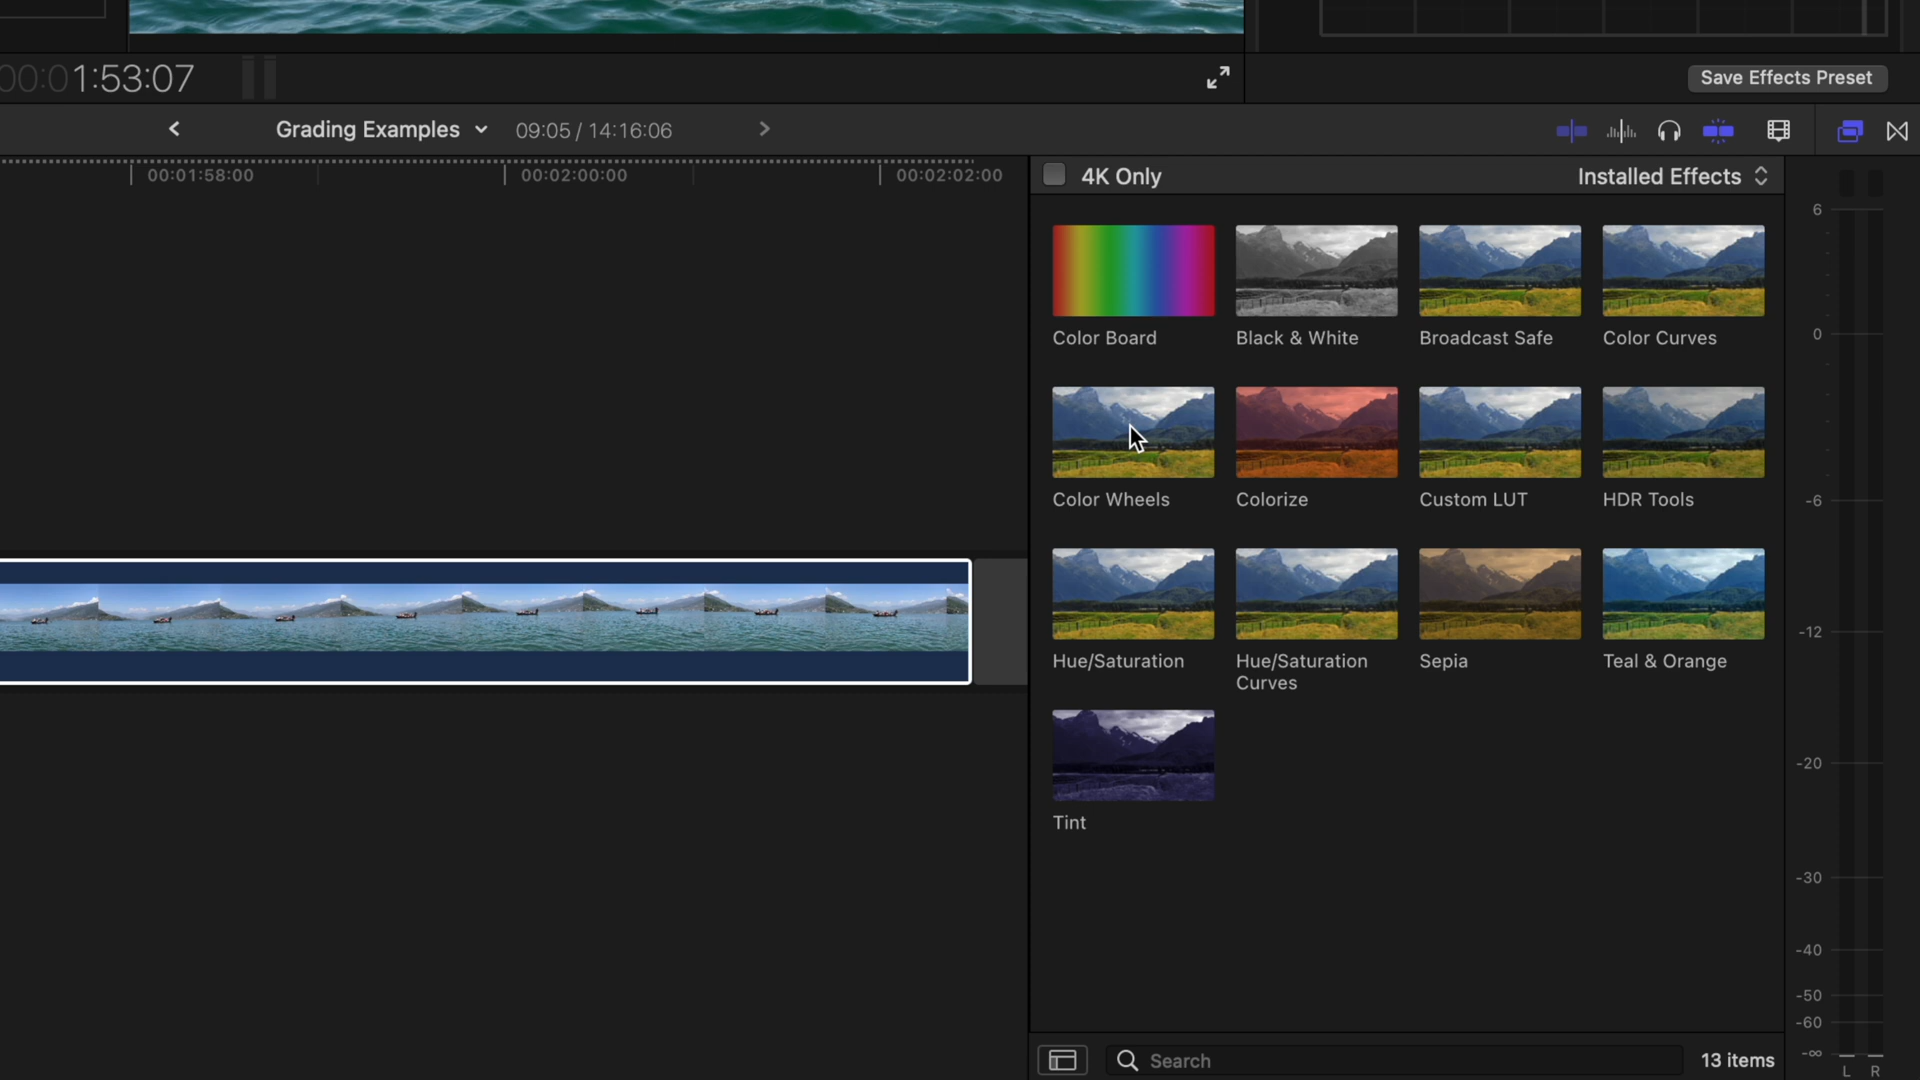 00:01:53:07
Save Effects Preset
Grading Examples
09:05 / 14:16:06
00:01:58:00
00:02:00:00
00:02:02:00
4K Only
Installed Effects
Color Board
Black & White
Broadcast Safe
Color Curves
Color Wheels
Colorize
Custom LUT
HDR Tools
Hue/Saturation
Hue/Saturation
Curves
Sepia
Teal & Orange
Tint
6
0
-6
-12
-20
-30
-40
-50
-60
-∞
L R
Search
13 items